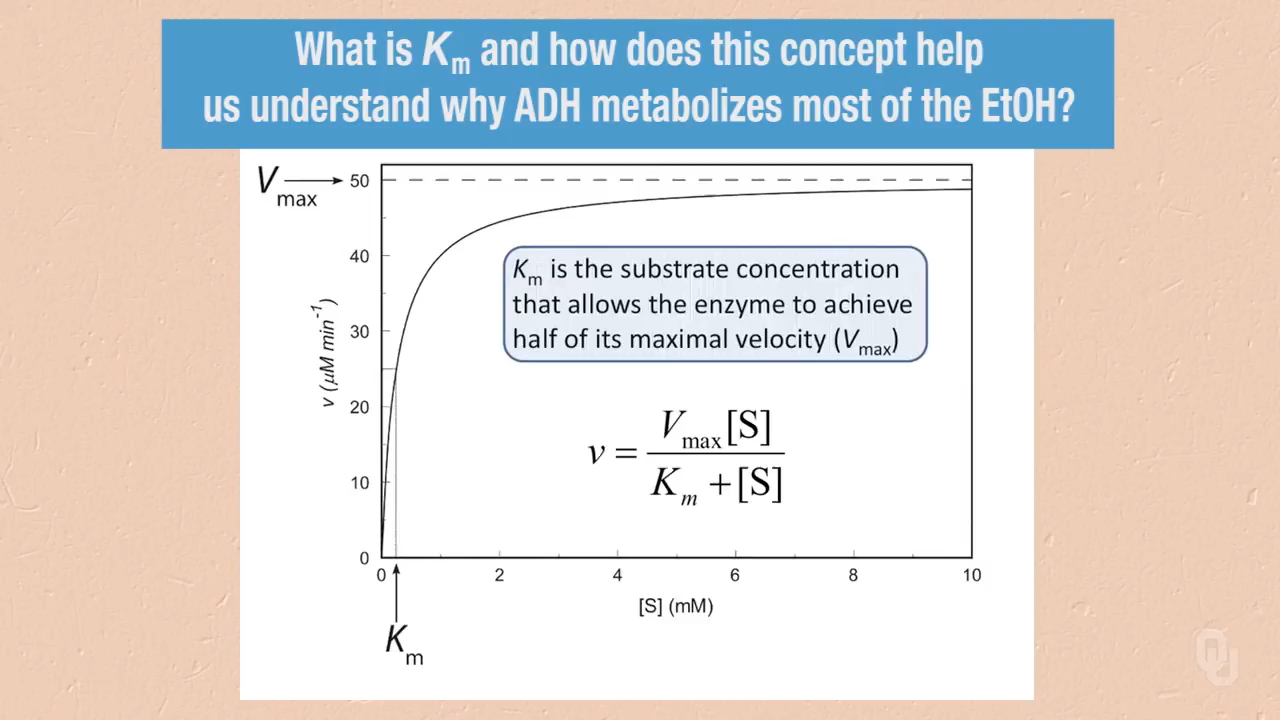 What is Km and how does this concept help
us understand why ADH metabolizes most of the EtOH?
Vmax
50
40
30
20
10
0
v (μM min⁻¹)
Km is the substrate concentration
that allows the enzyme to achieve
half of its maximal velocity (Vmax)
v = Vmax[S] / Km + [S]
0 2 4 6 8 10
[S] (mM)
Km
OU